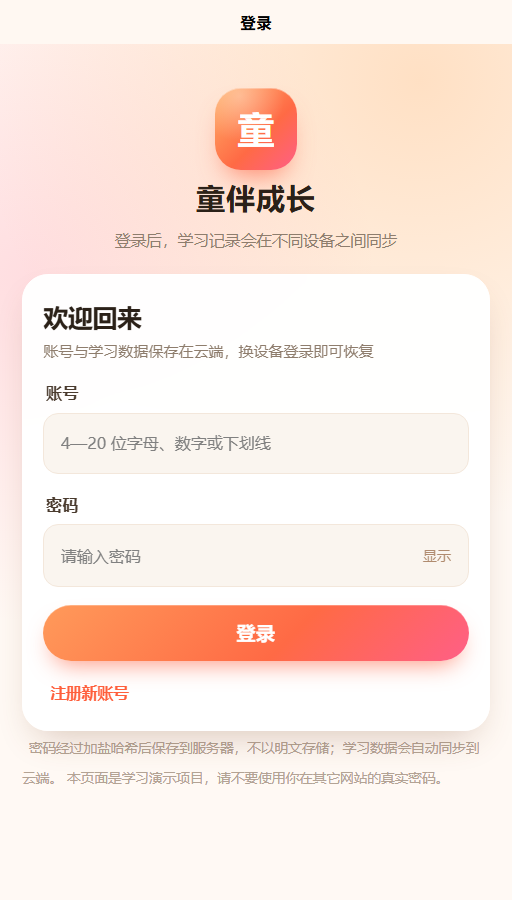 登录
童
童伴成长
登录后，学习记录会在不同设备之间同步
欢迎回来
账号与学习数据保存在云端，换设备登录即可恢复
账号
4—20 位字母、数字或下划线
密码
请输入密码 显示
登录
注册新账号
密码经过加盐哈希后保存到服务器，不以明文存储；学习数据会自动同步到
云端。 本页面是学习演示项目，请不要使用你在其它网站的真实密码。